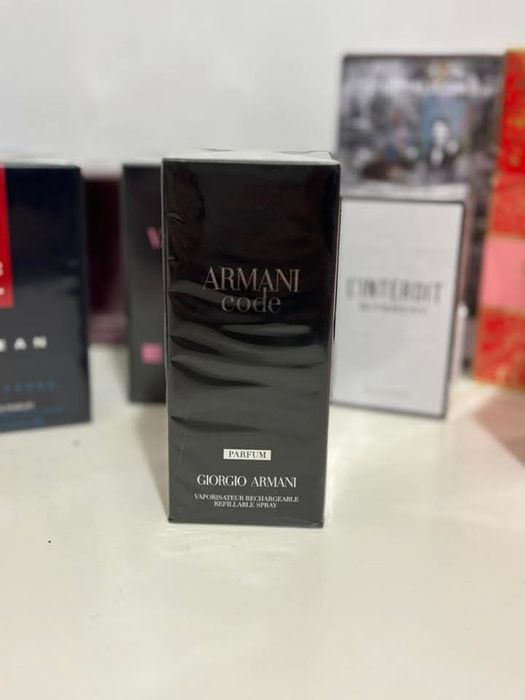 ARMANI
code
PARFUM
GIORGIO ARMANI
VAPORISATEUR RECHARGEABLE
REFILLABLE SPRAY
L'INTERDIT